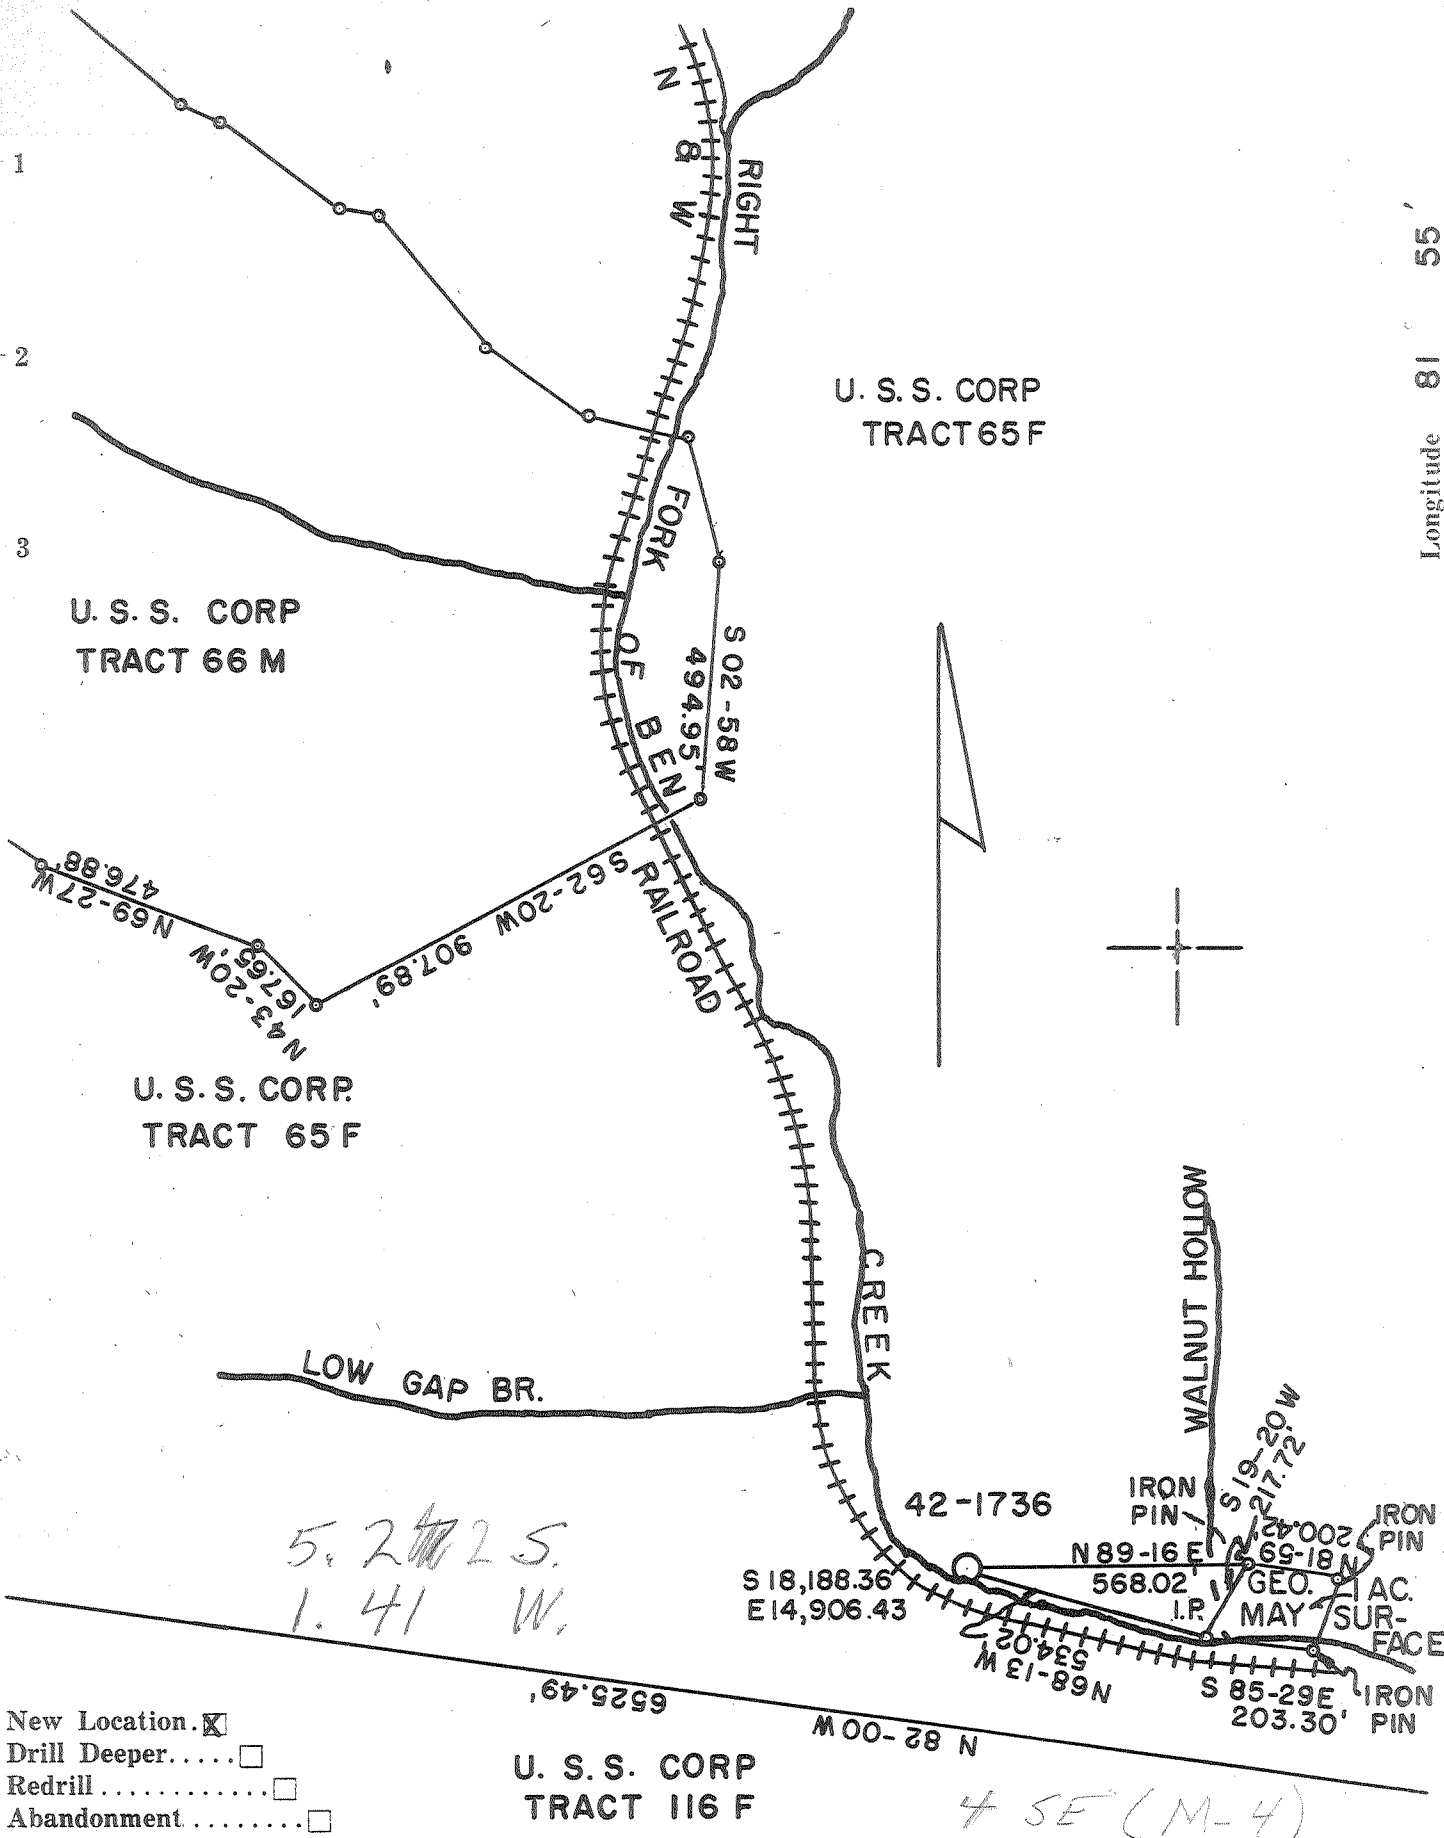 1
2
3
N & W
RIGHT
FORK
OF
BEN
CREEK
RAILROAD
Longitude 81 55'
U. S. S. CORP
TRACT 65 F
U. S. S. CORP
TRACT 66 M
S 02-58 W
494.95'
S 62-20 W 907.89'
N 69-27 W
476.88'
N 43-20 W
167.65'
U. S. S. CORP.
TRACT 65 F
WALNUT HOLLOW
LOW GAP BR.
42-1736
S 18,188.36
E 14,906.43
N 89-16 E
568.02'
IRON
PIN
S 19-20 W
217.72'
N 81-59
200.42'
IRON
PIN
GEO.
MAY
1 AC.
SUR-
FACE
I.P.
N 68-13 W
534.02'
S 85-29 E
203.30'
IRON
PIN
5.2 2 S.
1.41 W.
N 82-00 W 6525.49'
New Location. X
Drill Deeper.....
Redrill............
Abandonment........
U. S. S. CORP
TRACT 116 F
4 SE (M-4)